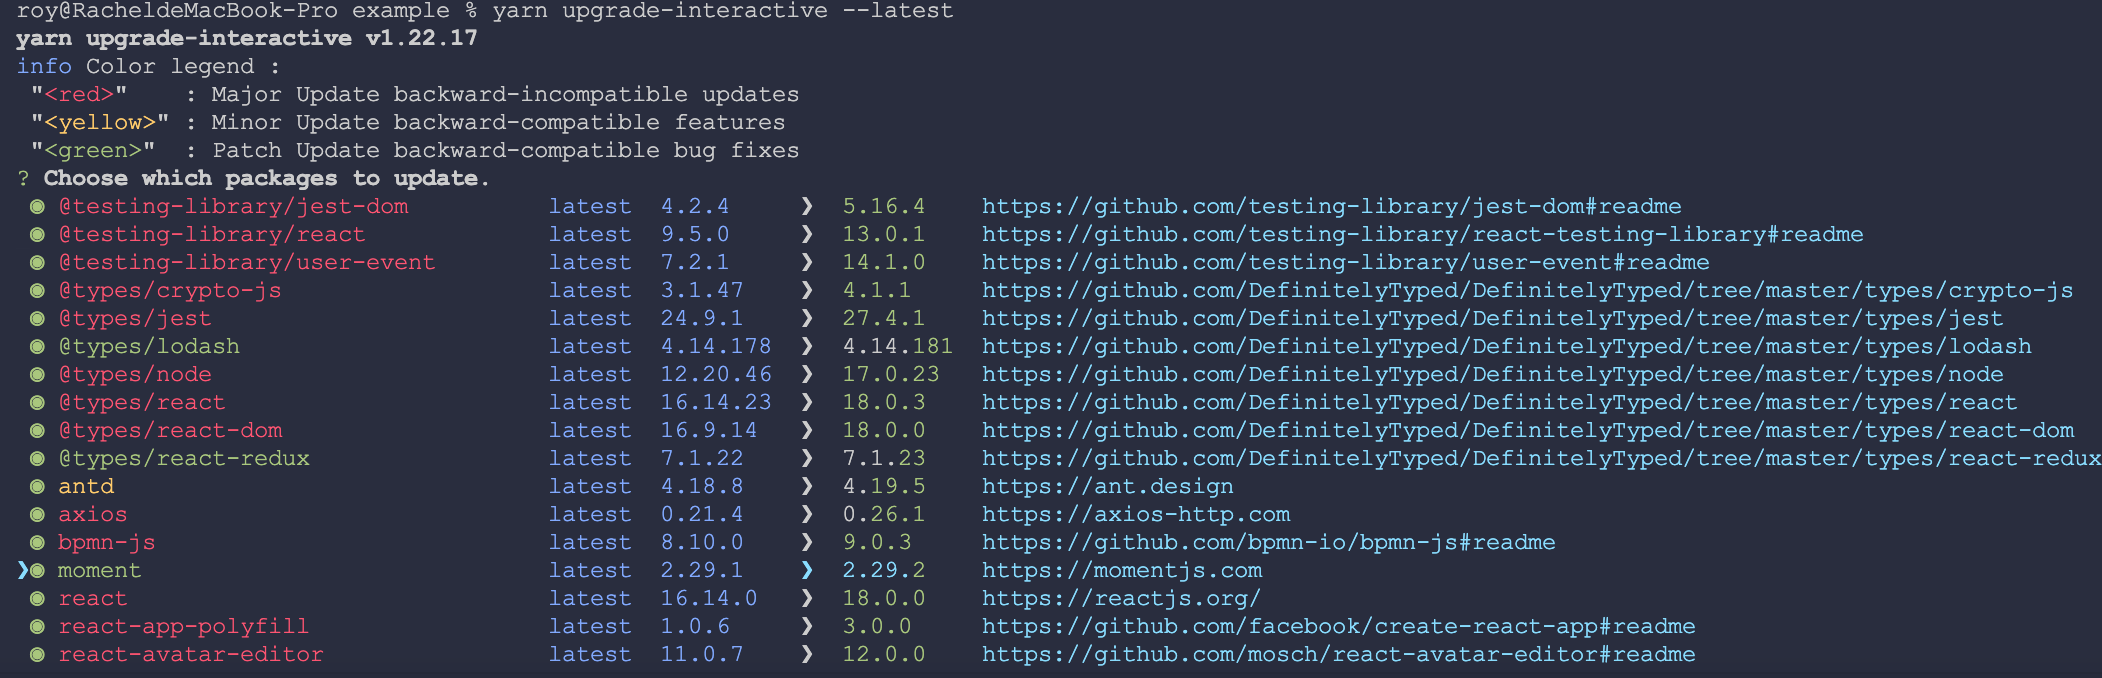 roy@RacheldeMacBook-Pro example % yarn upgrade-interactive --latest
yarn upgrade-interactive v1.22.17
info Color legend :
"<red>" : Major Update backward-incompatible updates
"<yellow>" : Minor Update backward-compatible features
"<green>" : Patch Update backward-compatible bug fixes
? Choose which packages to update.
◉ @testing-library/jest-dom latest 4.2.4 ❯ 5.16.4 https://github.com/testing-library/jest-dom#readme
◉ @testing-library/react latest 9.5.0 ❯ 13.0.1 https://github.com/testing-library/react-testing-library#readme
◉ @testing-library/user-event latest 7.2.1 ❯ 14.1.0 https://github.com/testing-library/user-event#readme
◉ @types/crypto-js latest 3.1.47 ❯ 4.1.1 https://github.com/DefinitelyTyped/DefinitelyTyped/tree/master/types/crypto-js
◉ @types/jest latest 24.9.1 ❯ 27.4.1 https://github.com/DefinitelyTyped/DefinitelyTyped/tree/master/types/jest
◉ @types/lodash latest 4.14.178 ❯ 4.14.181 https://github.com/DefinitelyTyped/DefinitelyTyped/tree/master/types/lodash
◉ @types/node latest 12.20.46 ❯ 17.0.23 https://github.com/DefinitelyTyped/DefinitelyTyped/tree/master/types/node
◉ @types/react latest 16.14.23 ❯ 18.0.3 https://github.com/DefinitelyTyped/DefinitelyTyped/tree/master/types/react
◉ @types/react-dom latest 16.9.14 ❯ 18.0.0 https://github.com/DefinitelyTyped/DefinitelyTyped/tree/master/types/react-dom
◉ @types/react-redux latest 7.1.22 ❯ 7.1.23 https://github.com/DefinitelyTyped/DefinitelyTyped/tree/master/types/react-redux
◉ antd latest 4.18.8 ❯ 4.19.5 https://ant.design
◉ axios latest 0.21.4 ❯ 0.26.1 https://axios-http.com
◉ bpmn-js latest 8.10.0 ❯ 9.0.3 https://github.com/bpmn-io/bpmn-js#readme
❯◉ moment latest 2.29.1 ❯ 2.29.2 https://momentjs.com
◉ react latest 16.14.0 ❯ 18.0.0 https://reactjs.org/
◉ react-app-polyfill latest 1.0.6 ❯ 3.0.0 https://github.com/facebook/create-react-app#readme
◉ react-avatar-editor latest 11.0.7 ❯ 12.0.0 https://github.com/mosch/react-avatar-editor#readme